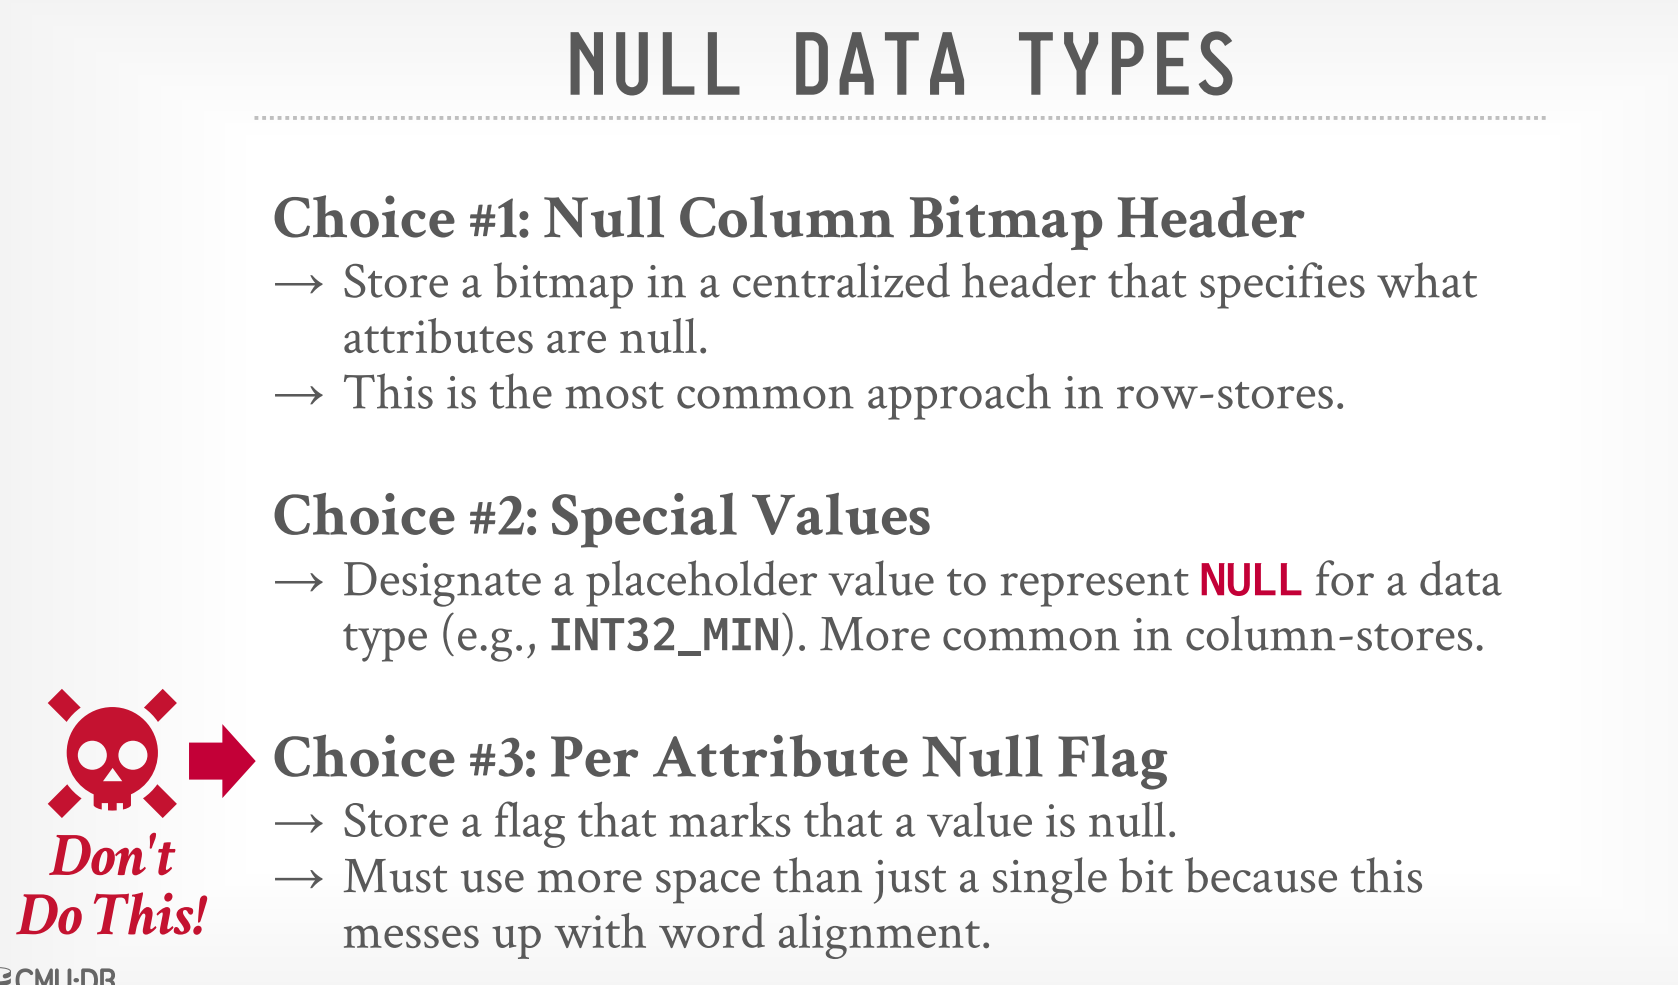 NULL DATA TYPES
Choice #1: Null Column Bitmap Header
→ Store a bitmap in a centralized header that specifies what
attributes are null.
→ This is the most common approach in row-stores.
Choice #2: Special Values
→ Designate a placeholder value to represent NULL for a data
type (e.g., INT32_MIN). More common in column-stores.
Choice #3: Per Attribute Null Flag
→ Store a flag that marks that a value is null.
→ Must use more space than just a single bit because this
messes up with word alignment.
Don't
Do This!
CMU·DB